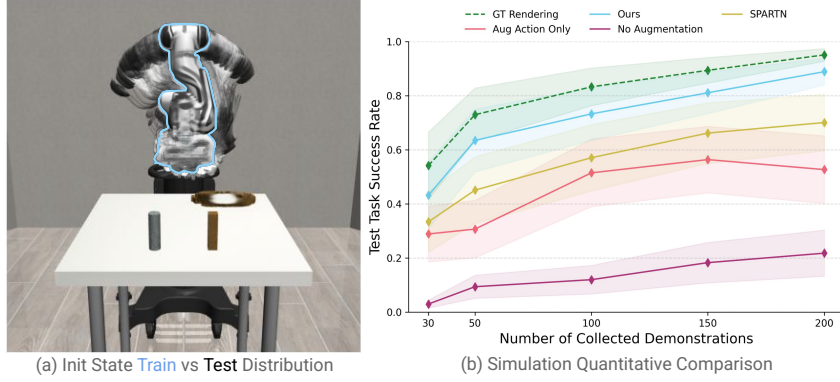 GT Rendering
Ours
SPARTN
Aug Action Only
No Augmentation
1.0
0.8
0.6
0.4
0.2
0.0
Test Task Success Rate
30
50
100
150
200
Number of Collected Demonstrations
(a) Init State Train vs Test Distribution
(b) Simulation Quantitative Comparison